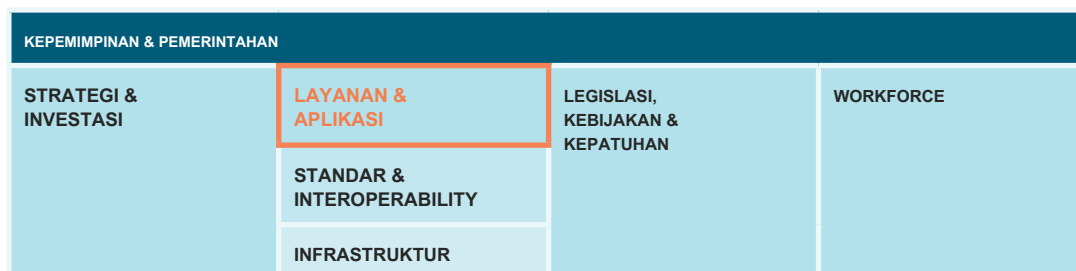 KEPEMIMPINAN & PEMERINTAHAN
STRATEGI &
INVESTASI
LAYANAN &
APLIKASI
STANDAR &
INTEROPERABILITY
INFRASTRUKTUR
LEGISLASI,
KEBIJAKAN &
KEPATUHAN
WORKFORCE